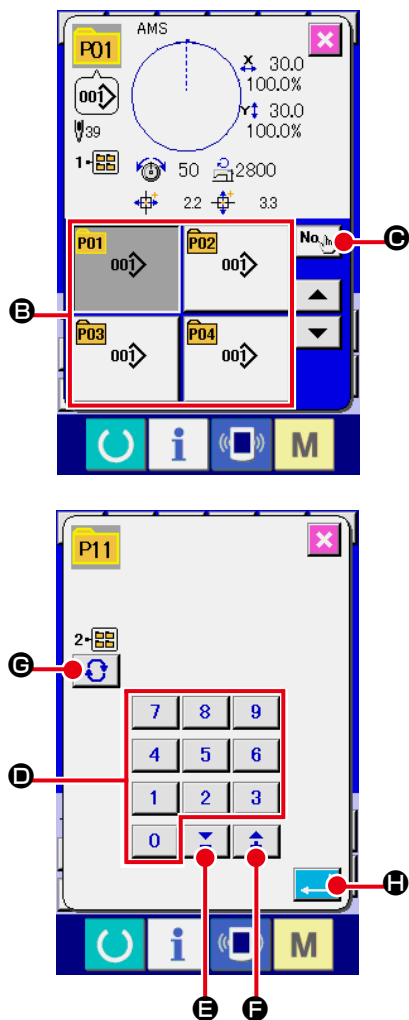 AMS
P01
X 30.0
100.0%
001
Y 30.0
100.0%
39
1-
50
2800
2.2
3.3
P01
001
P02
001
No.
C
B
P03
001
P04
001
i
M
P11
2-
G
7 8 9
D
4 5 6
1 2 3
0
H
i
M
E F